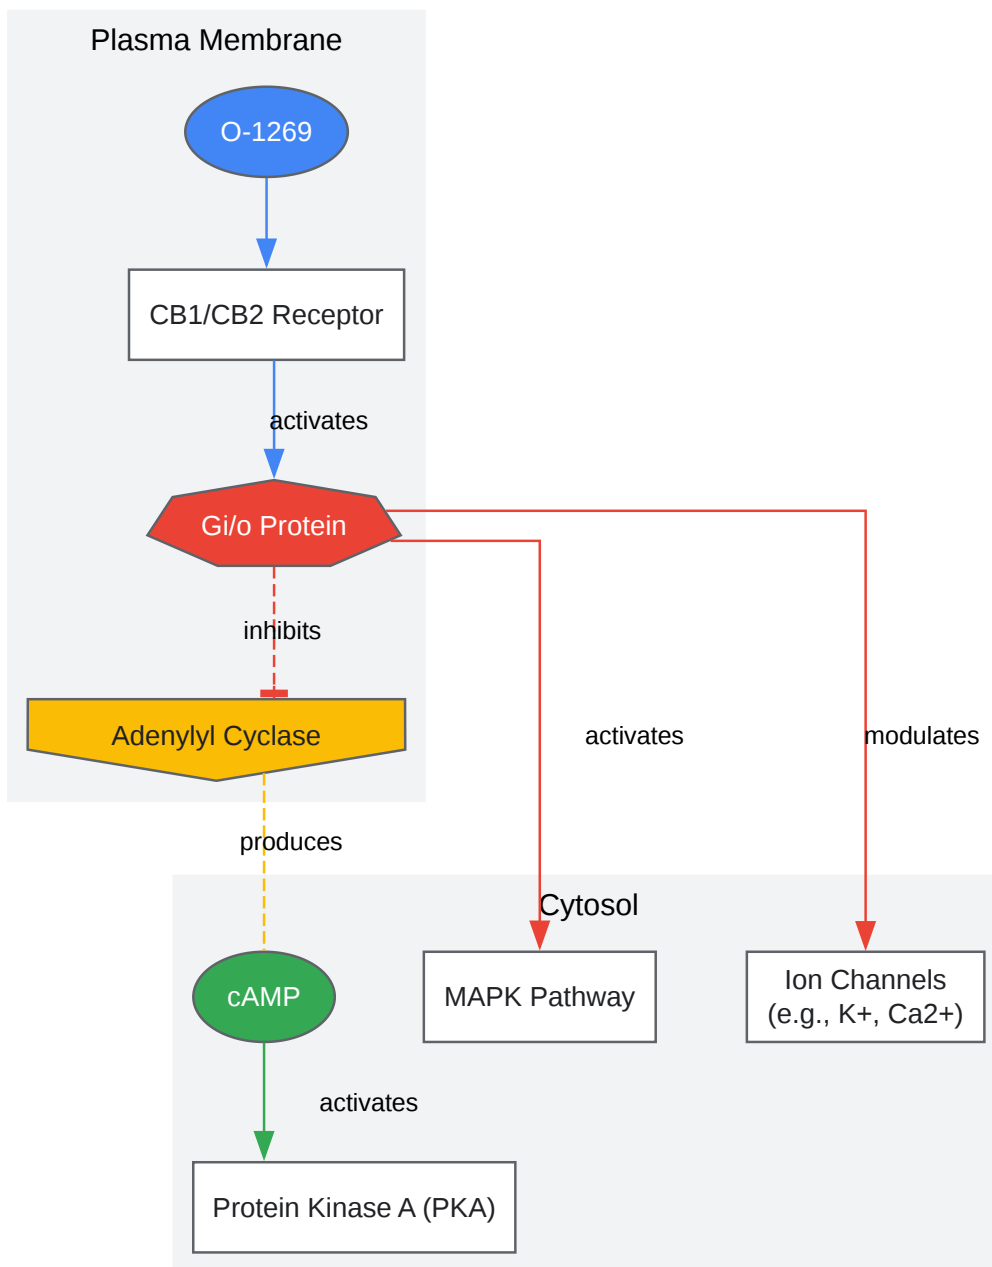 Plasma Membrane
O-1269
CB1/CB2 Receptor
activates
Gi/o Protein
inhibits
Adenylyl Cyclase
activates
modulates
produces
Cytosol
cAMP
MAPK Pathway
Ion Channels
(e.g., K+, Ca2+)
activates
Protein Kinase A (PKA)